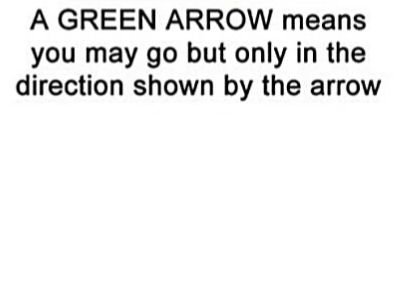 A GREEN ARROW means
you may go but only in the
direction shown by the arrow